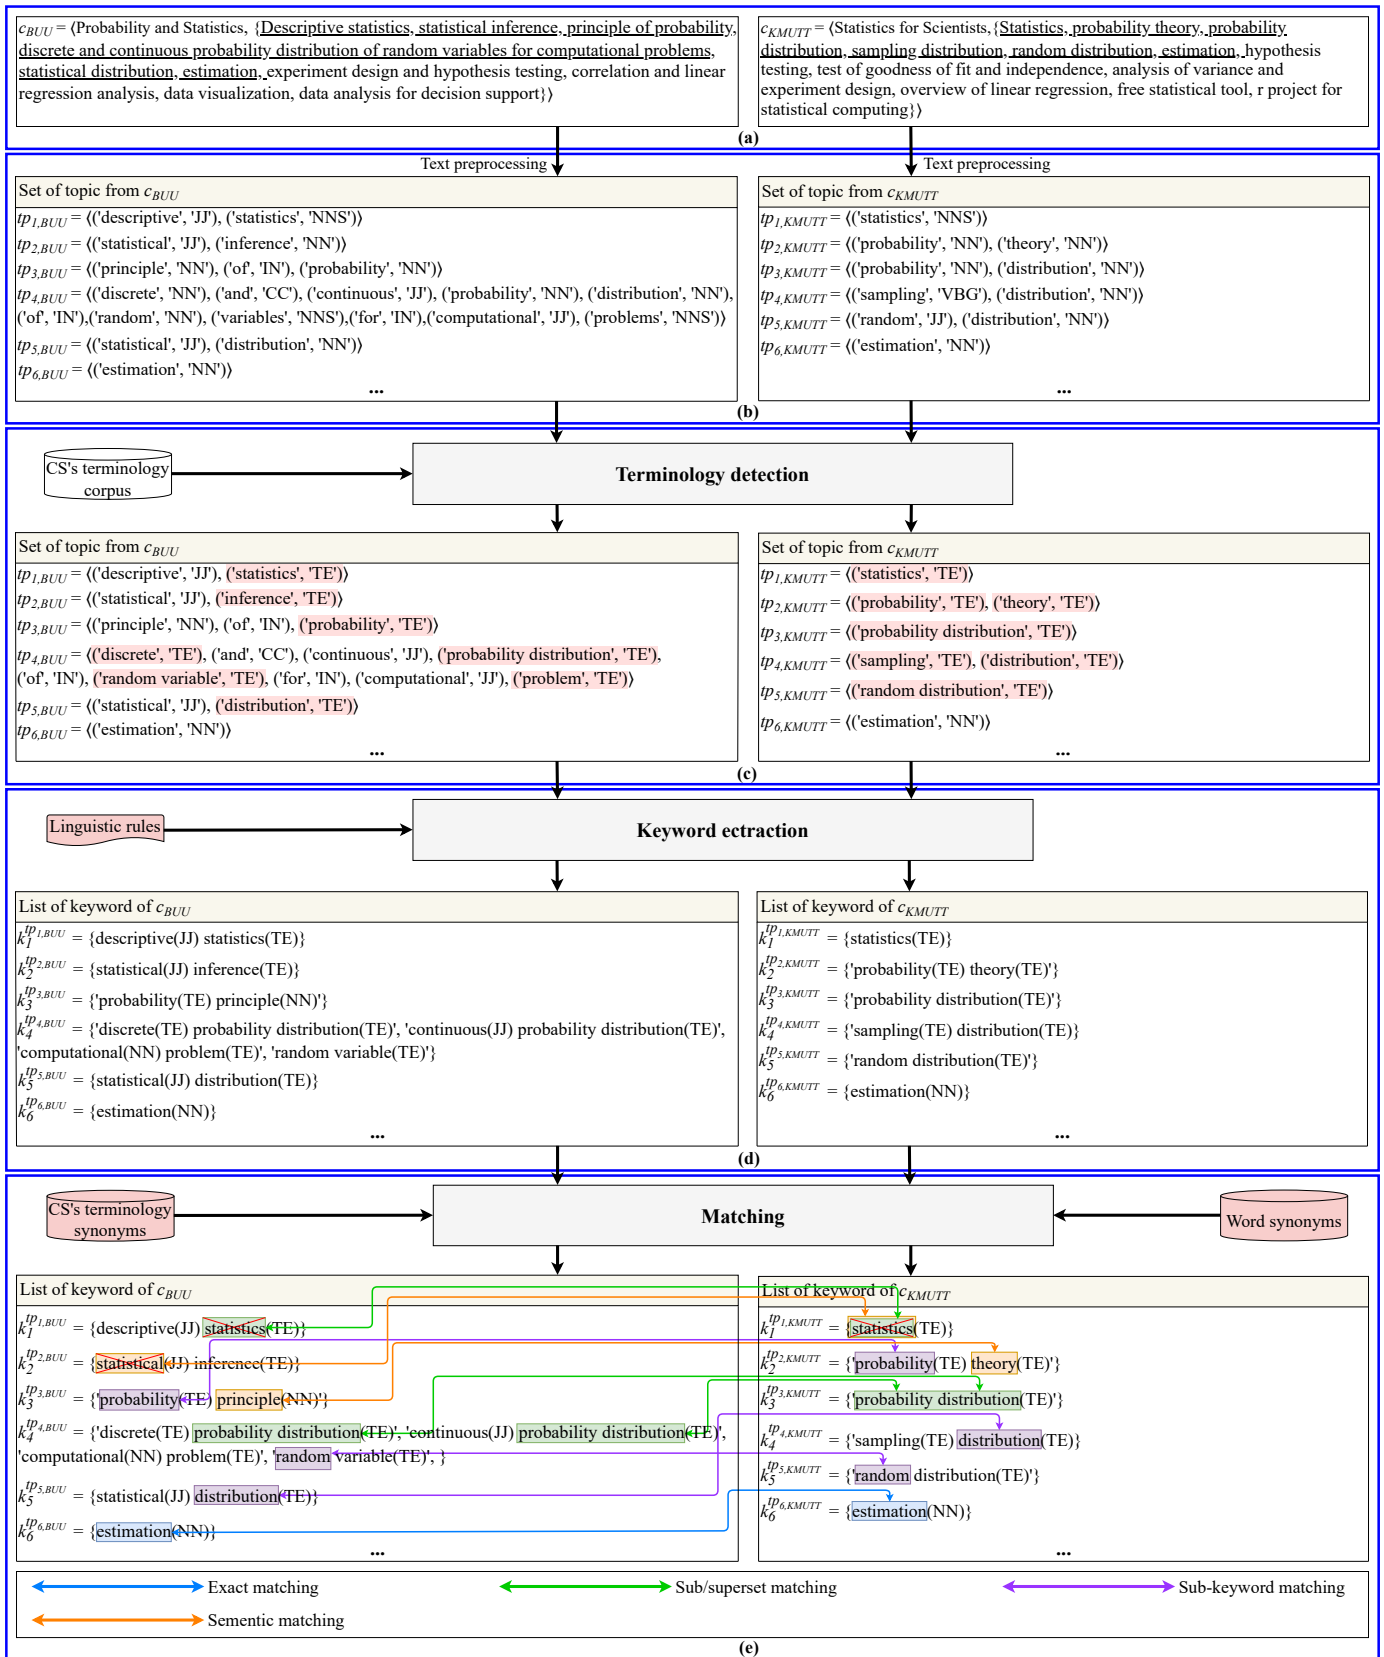 c_BUU = ⟨Probability and Statistics, {Descriptive statistics, statistical inference, principle of probability,
discrete and continuous probability distribution of random variables for computational problems,
statistical distribution, estimation, experiment design and hypothesis testing, correlation and linear
regression analysis, data visualization, data analysis for decision support}⟩
c_KMUTT = ⟨Statistics for Scientists,{Statistics, probability theory, probability
distribution, sampling distribution, random distribution, estimation, hypothesis
testing, test of goodness of fit and independence, analysis of variance and
experiment design, overview of linear regression, free statistical tool, r project for
statistical computing}⟩
(a)
Text preprocessing
Text preprocessing
Set of topic from c_BUU
tp_1,BUU = ⟨('descriptive', 'JJ'), ('statistics', 'NNS')⟩
tp_2,BUU = ⟨('statistical', 'JJ'), ('inference', 'NN')⟩
tp_3,BUU = ⟨('principle', 'NN'), ('of', 'IN'), ('probability', 'NN')⟩
tp_4,BUU = ⟨('discrete', 'NN'), ('and', 'CC'), ('continuous', 'JJ'), ('probability', 'NN'), ('distribution', 'NN'),
('of', 'IN'),('random', 'NN'), ('variables', 'NNS'),('for', 'IN'),('computational', 'JJ'), ('problems', 'NNS')⟩
tp_5,BUU = ⟨('statistical', 'JJ'), ('distribution', 'NN')⟩
tp_6,BUU = ⟨('estimation', 'NN')⟩
...
Set of topic from c_KMUTT
tp_1,KMUTT = ⟨('statistics', 'NNS')⟩
tp_2,KMUTT = ⟨('probability', 'NN'), ('theory', 'NN')⟩
tp_3,KMUTT = ⟨('probability', 'NN'), ('distribution', 'NN')⟩
tp_4,KMUTT = ⟨('sampling', 'VBG'), ('distribution', 'NN')⟩
tp_5,KMUTT = ⟨('random', 'JJ'), ('distribution', 'NN')⟩
tp_6,KMUTT = ⟨('estimation', 'NN')⟩
...
(b)
CS's terminology
corpus
Terminology detection
Set of topic from c_BUU
tp_1,BUU = ⟨('descriptive', 'JJ'), ('statistics', 'TE')⟩
tp_2,BUU = ⟨('statistical', 'JJ'), ('inference', 'TE')⟩
tp_3,BUU = ⟨('principle', 'NN'), ('of', 'IN'), ('probability', 'TE')⟩
tp_4,BUU = ⟨('discrete', 'TE'), ('and', 'CC'), ('continuous', 'JJ'), ('probability distribution', 'TE'),
('of', 'IN'), ('random variable', 'TE'), ('for', 'IN'), ('computational', 'JJ'), ('problem', 'TE')⟩
tp_5,BUU = ⟨('statistical', 'JJ'), ('distribution', 'TE')⟩
tp_6,BUU = ⟨('estimation', 'NN')⟩
...
Set of topic from c_KMUTT
tp_1,KMUTT = ⟨('statistics', 'TE')⟩
tp_2,KMUTT = ⟨('probability', 'TE'), ('theory', 'TE')⟩
tp_3,KMUTT = ⟨('probability distribution', 'TE')⟩
tp_4,KMUTT = ⟨('sampling', 'TE'), ('distribution', 'TE')⟩
tp_5,KMUTT = ⟨('random distribution', 'TE')⟩
tp_6,KMUTT = ⟨('estimation', 'NN')⟩
...
(c)
Linguistic rules
Keyword ectraction
List of keyword of c_BUU
k_1^tp_1,BUU = {descriptive(JJ) statistics(TE)}
k_2^tp_2,BUU = {statistical(JJ) inference(TE)}
k_3^tp_3,BUU = {'probability(TE) principle(NN)'}
k_4^tp_4,BUU = {'discrete(TE) probability distribution(TE)', 'continuous(JJ) probability distribution(TE)',
'computational(NN) problem(TE)', 'random variable(TE)'}
k_5^tp_5,BUU = {statistical(JJ) distribution(TE)}
k_6^tp_6,BUU = {estimation(NN)}
...
List of keyword of c_KMUTT
k_1^tp_1,KMUTT = {statistics(TE)}
k_2^tp_2,KMUTT = {'probability(TE) theory(TE)'}
k_3^tp_3,KMUTT = {'probability distribution(TE)'}
k_4^tp_4,KMUTT = {'sampling(TE) distribution(TE)}
k_5^tp_5,KMUTT = {'random distribution(TE)'}
k_6^tp_6,KMUTT = {estimation(NN)}
...
(d)
CS's terminology
synonyms
Matching
Word synonyms
List of keyword of c_BUU
k_1^tp_1,BUU = {descriptive(JJ) statistics(TE)}
k_2^tp_2,BUU = {statistical(JJ) inference(TE)}
k_3^tp_3,BUU = {'probability(TE) principle(NN)'}
k_4^tp_4,BUU = {'discrete(TE) probability distribution(TE)', 'continuous(JJ) probability distribution(TE)',
'computational(NN) problem(TE)', 'random variable(TE)', }
k_5^tp_5,BUU = {statistical(JJ) distribution(TE)}
k_6^tp_6,BUU = {estimation(NN)}
...
List of keyword of c_KMUTT
k_1^tp_1,KMUTT = {statistics(TE)}
k_2^tp_2,KMUTT = {'probability(TE) theory(TE)'}
k_3^tp_3,KMUTT = {'probability distribution(TE)'}
k_4^tp_4,KMUTT = {'sampling(TE) distribution(TE)}
k_5^tp_5,KMUTT = {'random distribution(TE)'}
k_6^tp_6,KMUTT = {estimation(NN)}
...
Exact matching
Sub/superset matching
Sub-keyword matching
Sementic matching
(e)